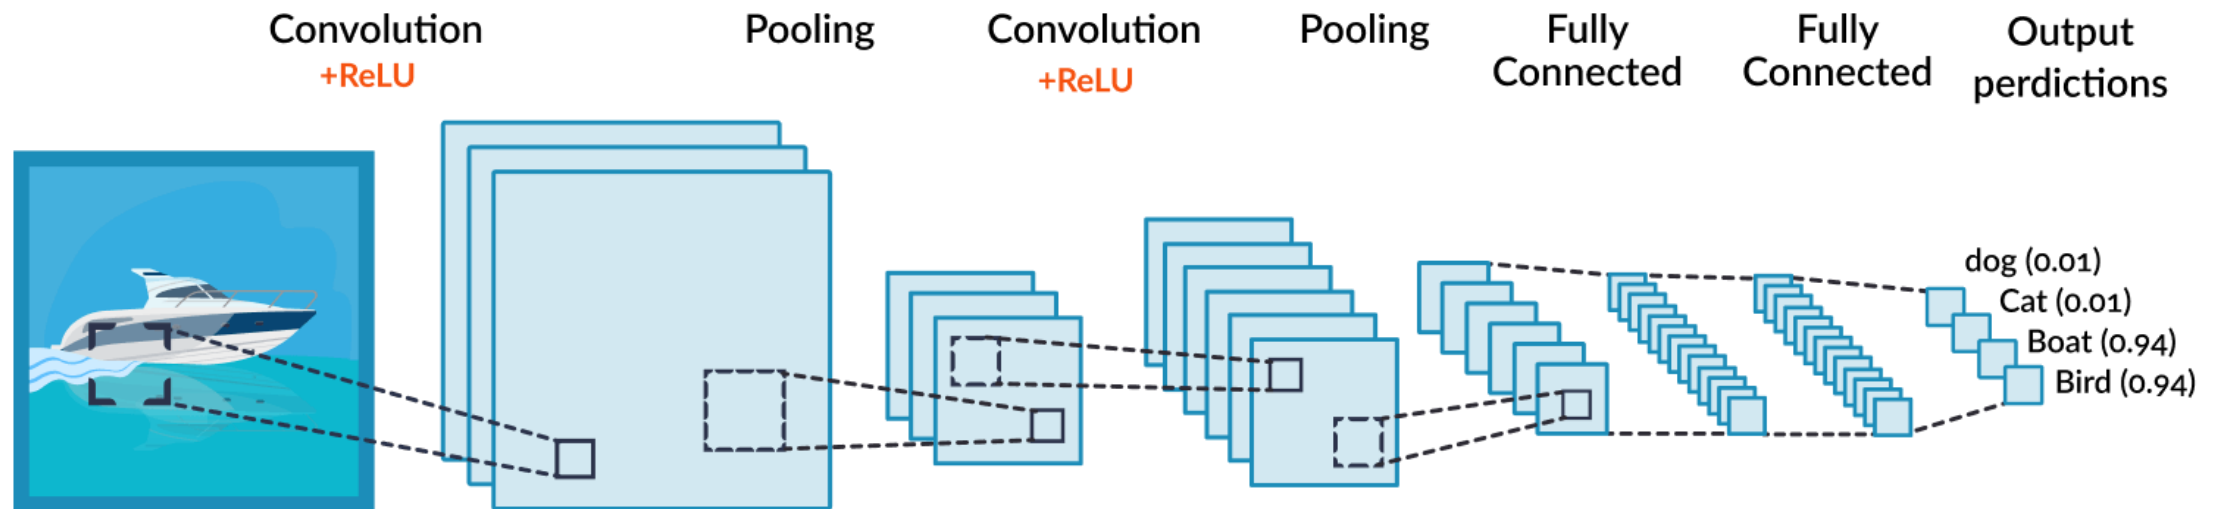 Convolution
+ReLU
Pooling
Convolution
+ReLU
Pooling
Fully
Connected
Fully
Connected
Output
perdictions
dog (0.01)
Cat (0.01)
Boat (0.94)
Bird (0.94)